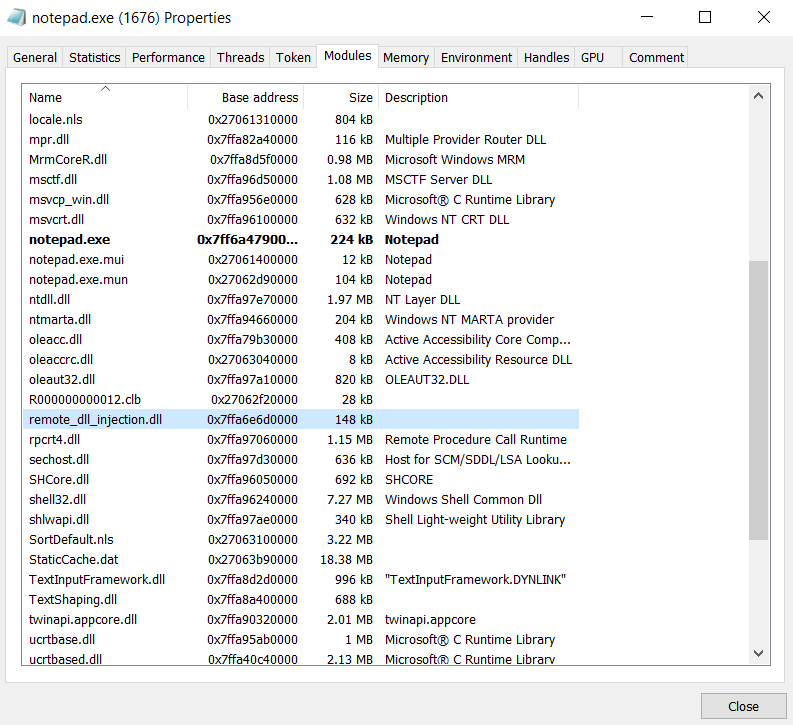 notepad.exe (1676) Properties
General Statistics Performance Threads Token Modules Memory Environment Handles GPU Comment
Name Base address Size Description
locale.nls 0x27061310000 804 kB
mpr.dll 0x7ffa82a40000 116 kB Multiple Provider Router DLL
MrmCoreR.dll 0x7ffa8d5f0000 0.98 MB Microsoft Windows MRM
msctf.dll 0x7ffa96d50000 1.08 MB MSCTF Server DLL
msvcp_win.dll 0x7ffa956e0000 628 kB Microsoft® C Runtime Library
msvcrt.dll 0x7ffa96100000 632 kB Windows NT CRT DLL
notepad.exe 0x7ff6a47900... 224 kB Notepad
notepad.exe.mui 0x27061400000 12 kB Notepad
notepad.exe.mun 0x27062d90000 104 kB Notepad
ntdll.dll 0x7ffa97e70000 1.97 MB NT Layer DLL
ntmarta.dll 0x7ffa94660000 204 kB Windows NT MARTA provider
oleacc.dll 0x7ffa79b30000 408 kB Active Accessibility Core Comp...
oleaccrc.dll 0x27063040000 8 kB Active Accessibility Resource DLL
oleaut32.dll 0x7ffa97a10000 820 kB OLEAUT32.DLL
R000000000012.clb 0x27062f20000 28 kB
remote_dll_injection.dll 0x7ffa6e6d0000 148 kB
rpcrt4.dll 0x7ffa97060000 1.15 MB Remote Procedure Call Runtime
sechost.dll 0x7ffa97d30000 636 kB Host for SCM/SDDL/LSA Looku...
SHCore.dll 0x7ffa96050000 692 kB SHCORE
shell32.dll 0x7ffa96240000 7.27 MB Windows Shell Common Dll
shlwapi.dll 0x7ffa97ae0000 340 kB Shell Light-weight Utility Library
SortDefault.nls 0x27063100000 3.22 MB
StaticCache.dat 0x27063b90000 18.38 MB
TextInputFramework.dll 0x7ffa8d2d0000 996 kB "TextInputFramework.DYNLINK"
TextShaping.dll 0x7ffa8a400000 688 kB
twinapi.appcore.dll 0x7ffa90320000 2.01 MB twinapi.appcore
ucrtbase.dll 0x7ffa95ab0000 1 MB Microsoft® C Runtime Library
ucrtbased.dll 0x7ffa40c40000 2.13 MB Microsoft® C Runtime Library
Close